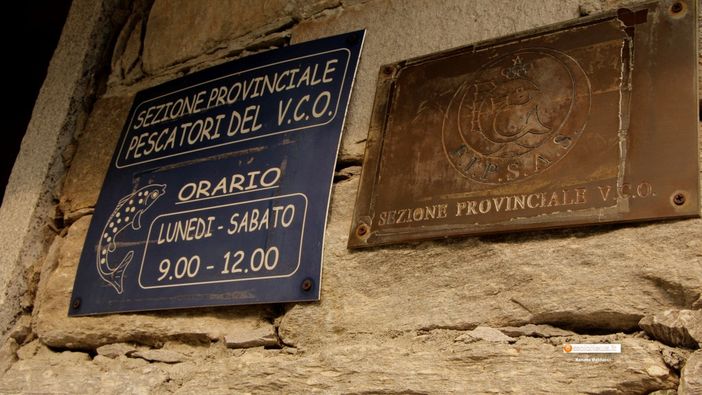 SEZIONE PROVINCIALE
PESCATORI DEL V.C.O.
ORARIO
LUNEDI - SABATO
9.00 - 12.00
F.I.P.S.A.S.
SEZIONE PROVINCIALE V.C.O.